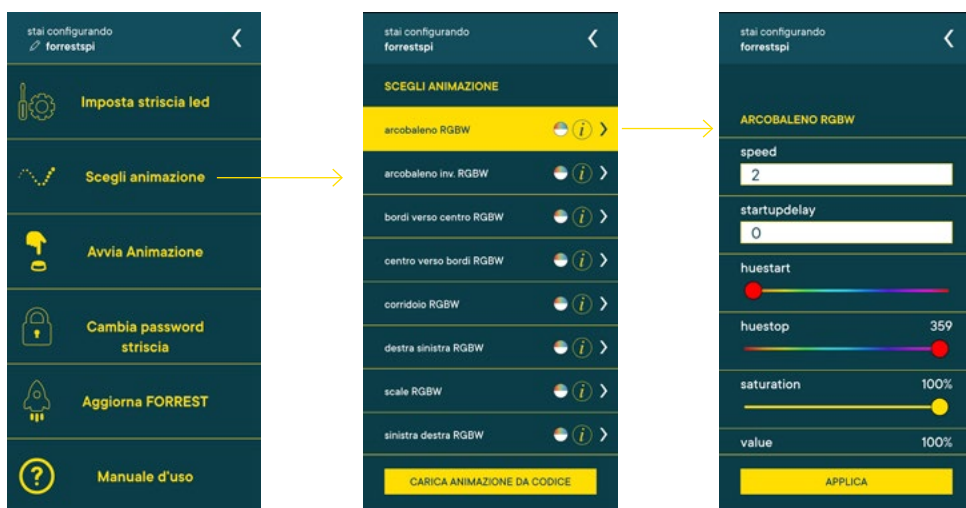 stai configurando
forrestspi
Imposta striscia led
Scegli animazione
Avvia Animazione
Cambia password
striscia
Aggiorna FORREST
?
Manuale d'uso
stai configurando
forrestspi
SCEGLI ANIMAZIONE
arcobaleno RGBW
i
arcobaleno inv. RGBW
i
bordi verso centro RGBW
i
centro verso bordi RGBW
i
corridoio RGBW
i
destra sinistra RGBW
i
scale RGBW
i
sinistra destra RGBW
i
CARICA ANIMAZIONE DA CODICE
stai configurando
forrestspi
ARCOBALENO RGBW
speed
2
startupdelay
0
huestart
huestop 359
saturation 100%
value 100%
APPLICA